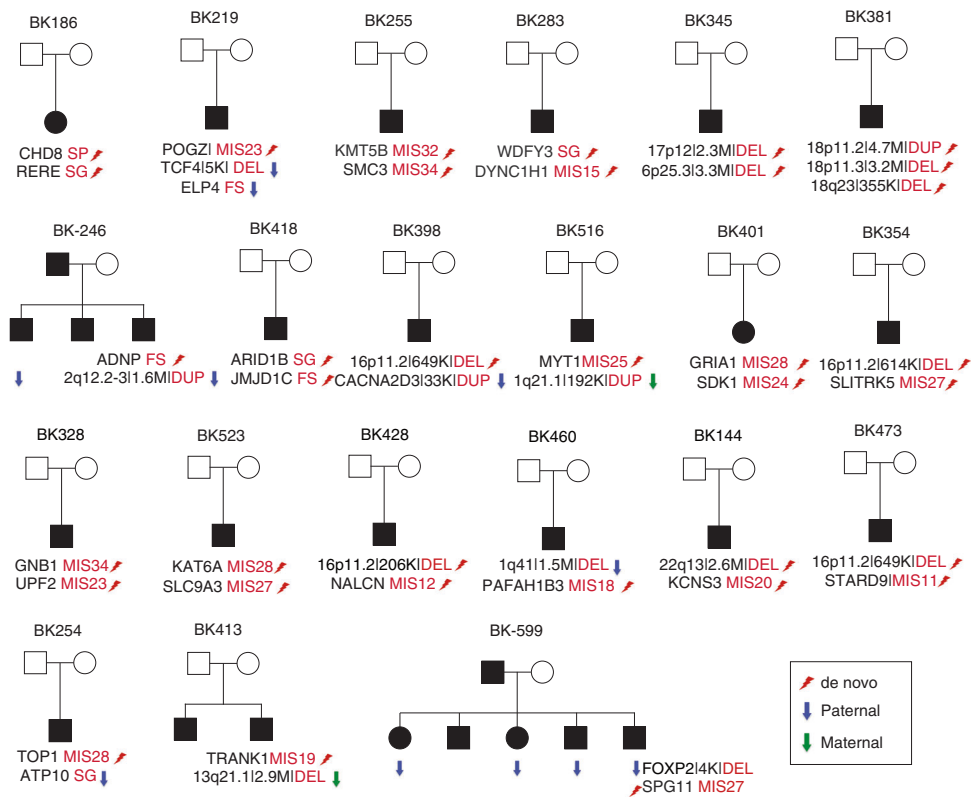 BK186
CHD8 SP
RERE SG
BK219
POGZI MIS23
TCF4|5K| DEL
ELP4 FS
BK255
KMT5B MIS32
SMC3 MIS34
BK283
WDFY3 SG
DYNC1H1 MIS15
BK345
17p12|2.3M|DEL
6p25.3|3.3M|DEL
BK381
18p11.2|4.7M|DUP
18p11.3|3.2M|DEL
18q23|355K|DEL
BK-246
ADNP FS
2q12.2-3|1.6M|DUP
BK418
ARID1B SG
JMJD1C FS
BK398
16p11.2|649K|DEL
CACNA2D3|33K|DUP
BK516
MYT1MIS25
1q21.1|192K|DUP
BK401
GRIA1 MIS28
SDK1 MIS24
BK354
16p11.2|614K|DEL
SLITRK5 MIS27
BK328
GNB1 MIS34
UPF2 MIS23
BK523
KAT6A MIS28
SLC9A3 MIS27
BK428
16p11.2|206K|DEL
NALCN MIS12
BK460
1q41|1.5M|DEL
PAFAH1B3 MIS18
BK144
22q13|2.6M|DEL
KCNS3 MIS20
BK473
16p11.2|649K|DEL
STARD9|MIS11
BK254
TOP1 MIS28
ATP10 SG
BK413
TRANK1MIS19
13q21.1|2.9M|DEL
BK-599
FOXP2|4K|DEL
SPG11 MIS27
de novo
Paternal
Maternal